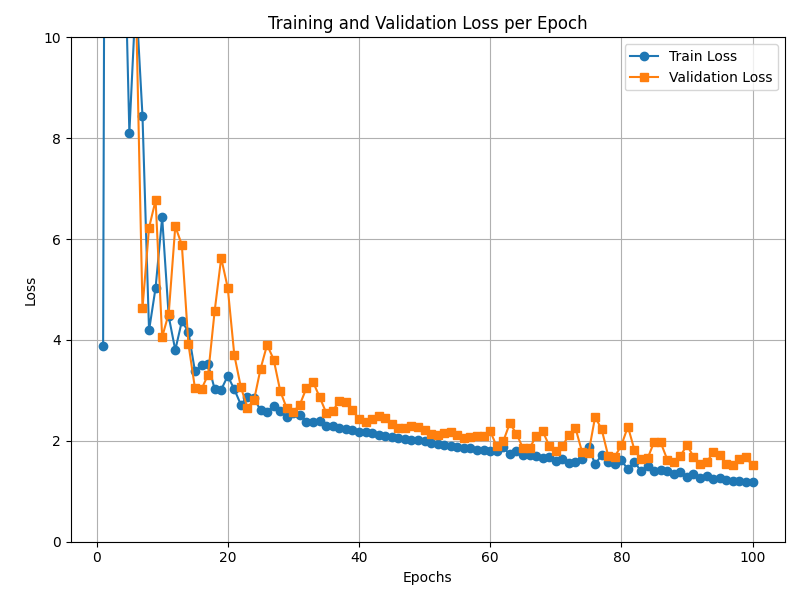 Training and Validation Loss per Epoch
Train Loss
Validation Loss
10
8
6
4
2
0
Loss
0 20 40 60 80 100
Epochs